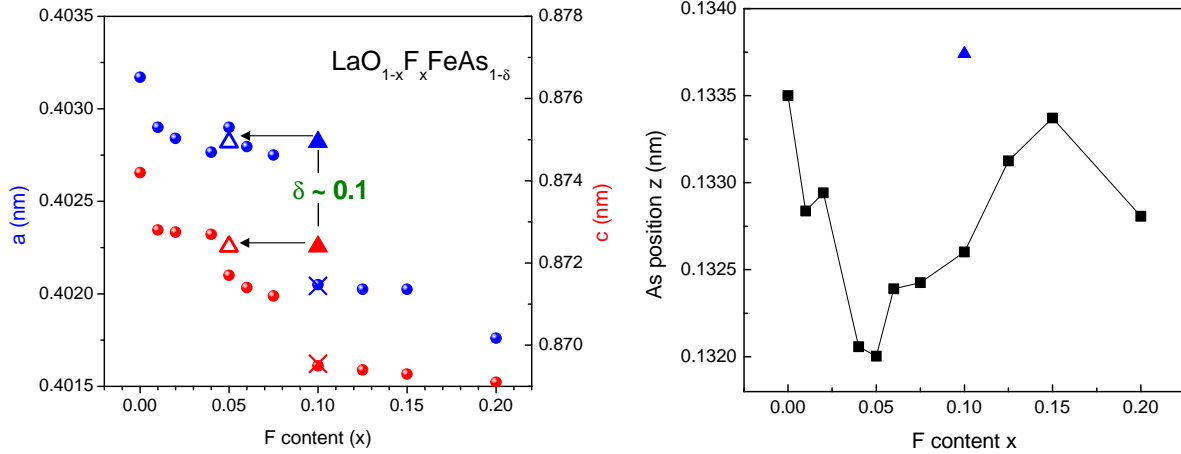 0.4035
0.4030
0.4025
0.4020
0.4015
a (nm)
LaO1-xFxFeAs1-δ
δ ~ 0.1
0.878
0.876
0.874
0.872
0.870
c (nm)
0.00 0.05 0.10 0.15 0.20
F content (x)
0.1340
0.1335
0.1330
0.1325
0.1320
As position z (nm)
0.00 0.05 0.10 0.15 0.20
F content x